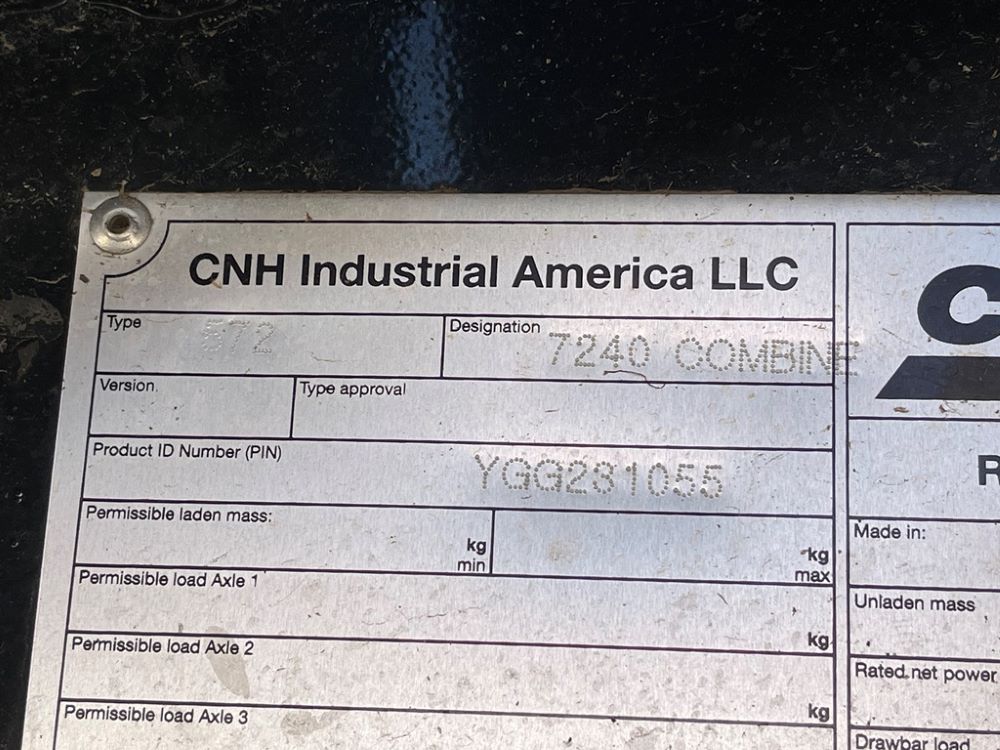 CNH Industrial America LLC
Type 872
Designation 7240 COMBINE
Version
Type approval
Product ID Number (PIN) YGG231055
Permissible laden mass:
kg min
kg max
Permissible load Axle 1
kg
Permissible load Axle 2
kg
Permissible load Axle 3
kg
Made in:
Unladen mass
Rated net power
Drawbar load